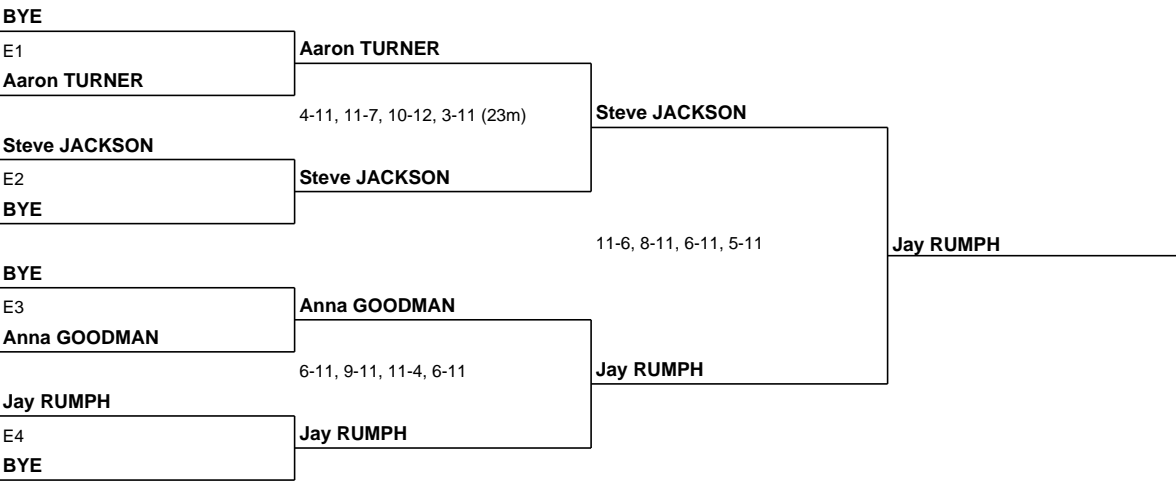 BYE
E1
Aaron TURNER
Steve JACKSON
E2
BYE
BYE
E3
Anna GOODMAN
Jay RUMPH
E4
BYE
Aaron TURNER
4-11, 11-7, 10-12, 3-11 (23m)
Steve JACKSON
Anna GOODMAN
6-11, 9-11, 11-4, 6-11
Jay RUMPH
Steve JACKSON
11-6, 8-11, 6-11, 5-11
Jay RUMPH
Jay RUMPH